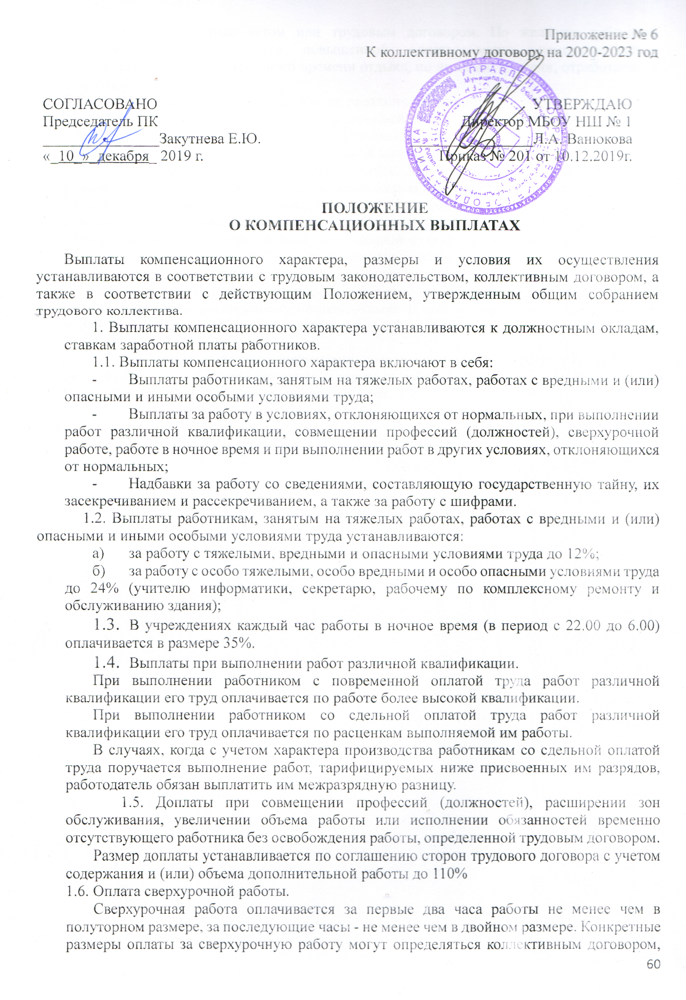 Приложение № 6
К коллективному договору на 2020-2023 год
СОГЛАСОВАНО
УТВЕРЖДАЮ
Председатель ПК
Директор МБОУ НШ № 1
Закутнева Е.Ю.
Л.А. Ванюкова
«_10_»_декабря_ 2019 г.
Приказ № 201 от 10.12.2019г.
УПРАВЛЕНИЕ ОБРАЗОВАНИЯ ГОРОДА БАТАЙСКА
ПОЛОЖЕНИЕ
О КОМПЕНСАЦИОННЫХ ВЫПЛАТАХ
Выплаты компенсационного характера, размеры и условия их осуществления
устанавливаются в соответствии с трудовым законодательством, коллективным договором, а
также в соответствии с действующим Положением, утвержденным общим собранием
трудового коллектива.
1. Выплаты компенсационного характера устанавливаются к должностным окладам,
ставкам заработной платы работников.
1.1. Выплаты компенсационного характера включают в себя:
- Выплаты работникам, занятым на тяжелых работах, работах с вредными и (или)
опасными и иными особыми условиями труда;
- Выплаты за работу в условиях, отклоняющихся от нормальных, при выполнении
работ различной квалификации, совмещении профессий (должностей), сверхурочной
работе, работе в ночное время и при выполнении работ в других условиях, отклоняющихся
от нормальных;
- Надбавки за работу со сведениями, составляющую государственную тайну, их
засекречиванием и рассекречиванием, а также за работу с шифрами.
1.2. Выплаты работникам, занятым на тяжелых работах, работах с вредными и (или)
опасными и иными особыми условиями труда устанавливаются:
а) за работу с тяжелыми, вредными и опасными условиями труда до 12%;
б) за работу с особо тяжелыми, особо вредными и особо опасными условиями труда
до 24% (учителю информатики, секретарю, рабочему по комплексному ремонту и
обслуживанию здания);
1.3. В учреждениях каждый час работы в ночное время (в период с 22.00 до 6.00)
оплачивается в размере 35%.
1.4. Выплаты при выполнении работ различной квалификации.
При выполнении работником с повременной оплатой труда работ различной
квалификации его труд оплачивается по работе более высокой квалификации.
При выполнении работником со сдельной оплатой труда работ различной
квалификации его труд оплачивается по расценкам выполняемой им работы.
В случаях, когда с учетом характера производства работникам со сдельной оплатой
труда поручается выполнение работ, тарифицируемых ниже присвоенных им разрядов,
работодатель обязан выплатить им межразрядную разницу.
1.5. Доплаты при совмещении профессий (должностей), расширении зон
обслуживания, увеличении объема работы или исполнении обязанностей временно
отсутствующего работника без освобождения работы, определенной трудовым договором.
Размер доплаты устанавливается по соглашению сторон трудового договора с учетом
содержания и (или) объема дополнительной работы до 110%
1.6. Оплата сверхурочной работы.
Сверхурочная работа оплачивается за первые два часа работы не менее чем в
полуторном размере, за последующие часы - не менее чем в двойном размере. Конкретные
размеры оплаты за сверхурочную работу могут определяться коллективным договором,
60